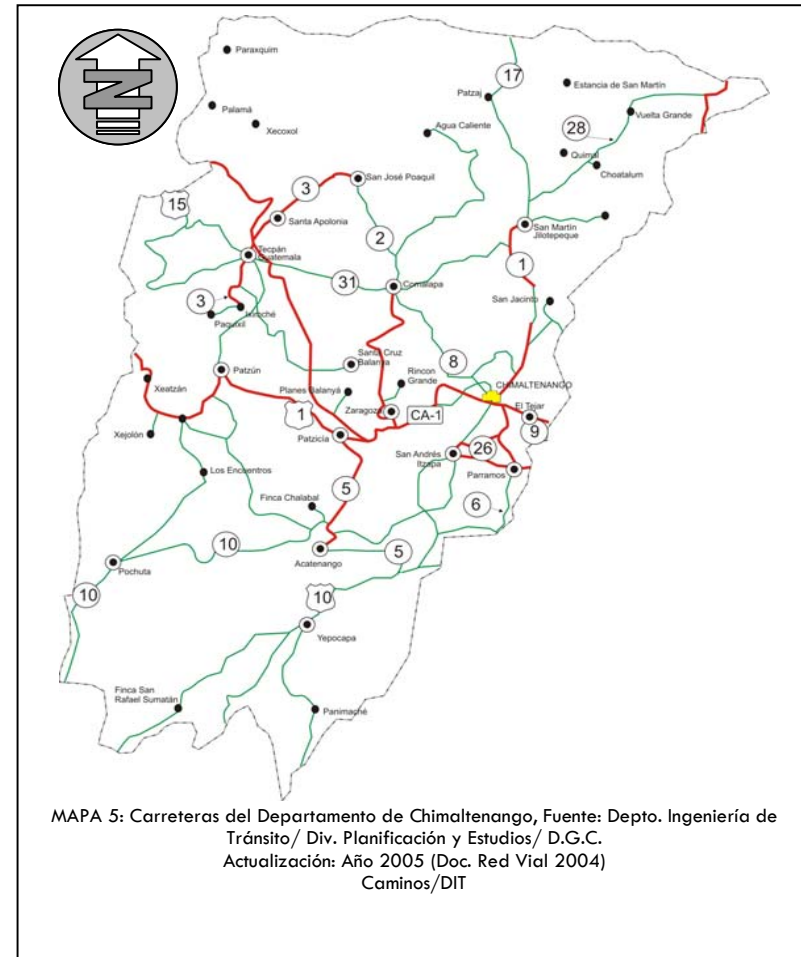 N
Paraxquim
17
Patzaj
Estancia de San Martín
Palamá
Vuelta Grande
Xecoxol
Agua Caliente
28
Quimal
Choatalum
3
San José Poaquil
15
Santa Apolonia
2
San Martín
Jilotepeque
Tecpán
Guatemala
1
31
Comalapa
3
San Jacinto
Iximché
Paquixil
8
Santa Cruz
Balanya
Patzún
Rincon
Grande
Xeatzán
Planes Balanyá
CHIMALTENANGO
Zaragoza
CA-1
El Tejar
1
9
Xejolón
Patzicía
26
San Andrés
Itzapa
Los Encuentros
Parramos
5
6
Finca Chalabal
10
5
Acatenango
Pochuta
10
10
Yepocapa
Finca San
Rafael Sumatán
Panimaché
MAPA 5: Carreteras del Departamento de Chimaltenango, Fuente: Depto. Ingeniería de
Tránsito/ Div. Planificación y Estudios/ D.G.C.
Actualización: Año 2005 (Doc. Red Vial 2004)
Caminos/DIT